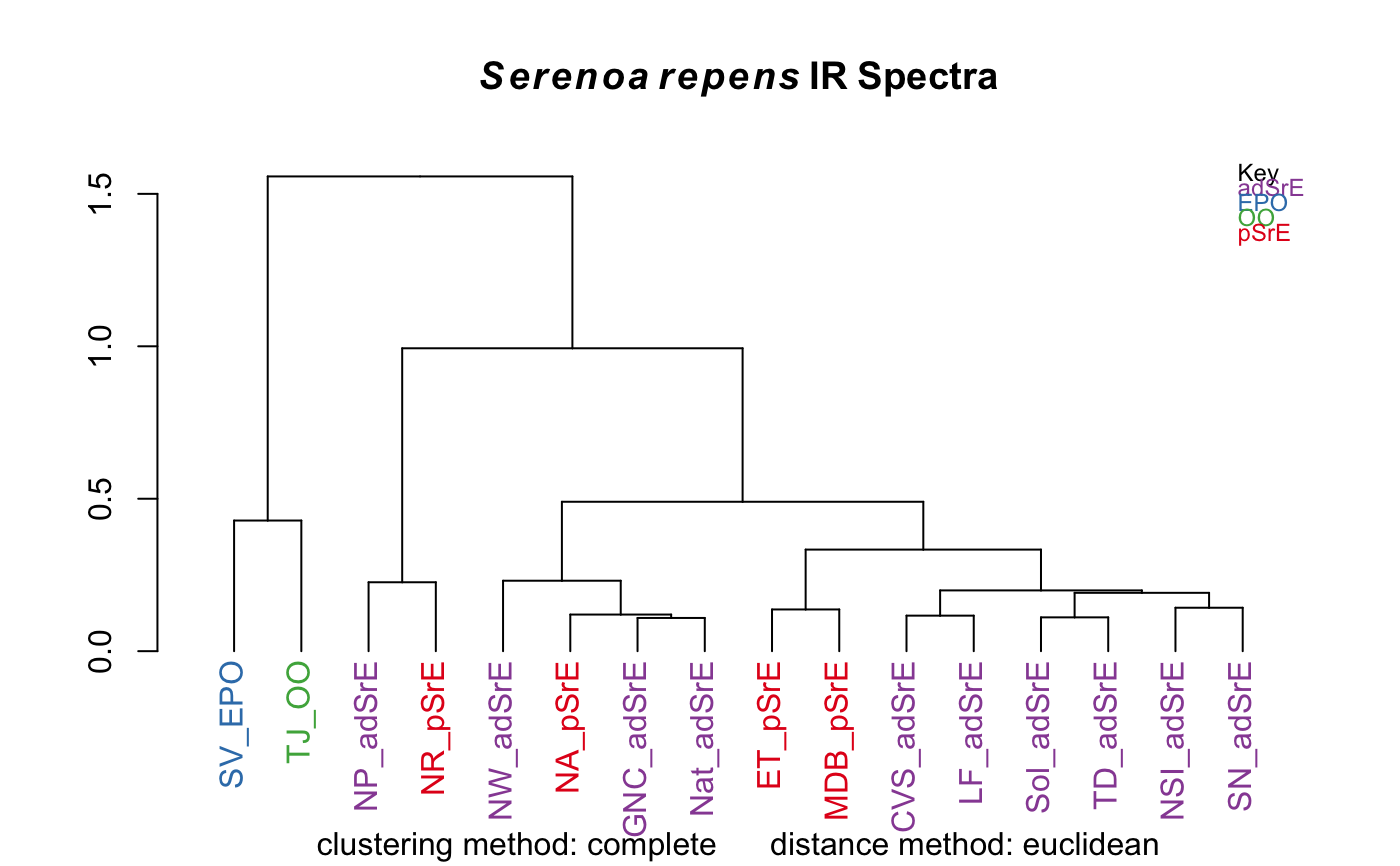 Serenoa repens IR Spectra
Key
adSrE
EPO
OO
pSrE
1.5
1.0
0.5
0.0
SV_EPO
TJ_OO
NP_adSrE
NR_pSrE
NW_adSrE
NA_pSrE
GNC_adSrE
Nat_adSrE
ET_pSrE
MDB_pSrE
CVS_adSrE
LF_adSrE
Sol_adSrE
TD_adSrE
NSI_adSrE
SN_adSrE
clustering method: complete distance method: euclidean